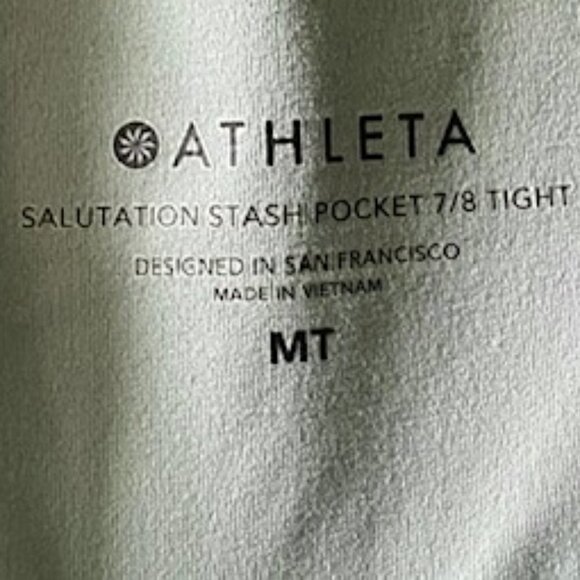 ATHLETA
SALUTATION STASH POCKET 7/8 TIGHT
DESIGNED IN SAN FRANCISCO
MADE IN VIETNAM
MT